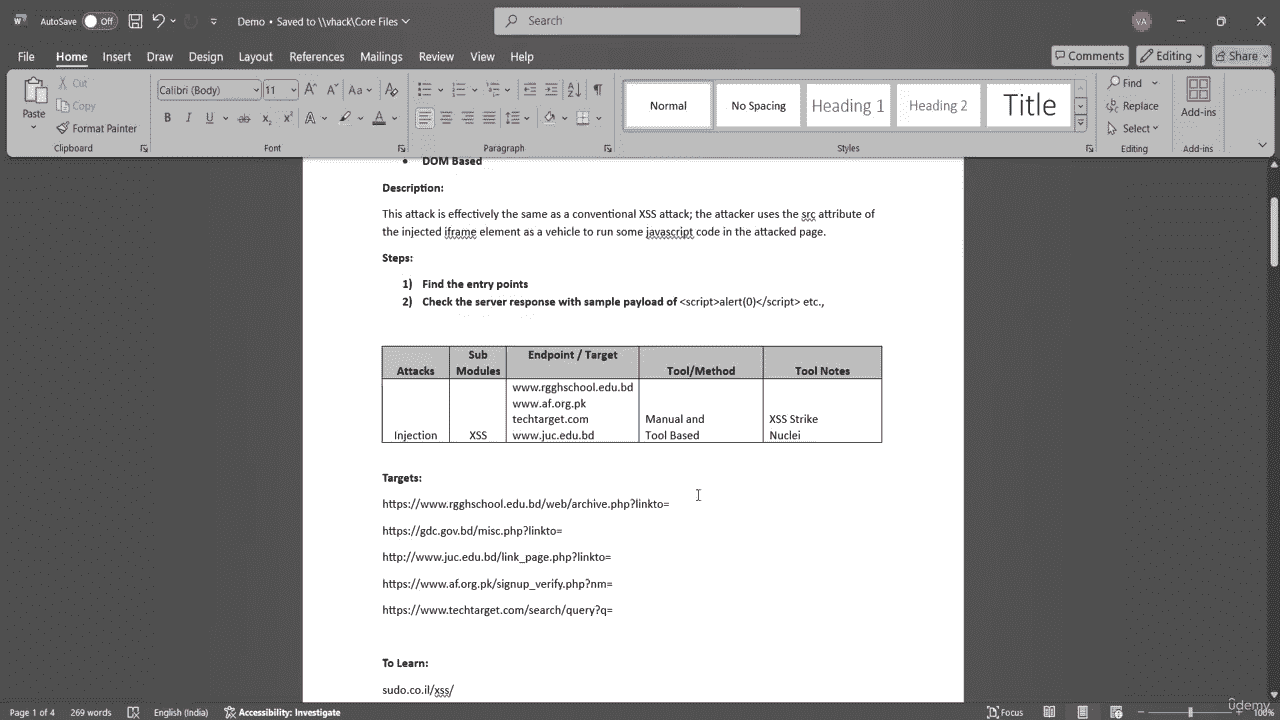 AutoSave Off Demo • Saved to \\vhack\Core Files Search VA
File Home Insert Draw Design Layout References Mailings Review View Help Comments Editing Share
Paste Cut Copy Format Painter
Calibri (Body) 11
Normal No Spacing Heading 1 Heading 2 Title
Find Replace Select Add-ins
Clipboard Font Paragraph Styles Editing Add-ins
• DOM Based
Description:
This attack is effectively the same as a conventional XSS attack; the attacker uses the src attribute of
the injected iframe element as a vehicle to run some javascript code in the attacked page.
Steps:
1) Find the entry points
2) Check the server response with sample payload of <script>alert(0)</script> etc.,
Attacks Sub Modules Endpoint / Target Tool/Method Tool Notes
www.rgghschool.edu.bd
www.af.org.pk
techtarget.com Manual and XSS Strike
Injection XSS www.juc.edu.bd Tool Based Nuclei
Targets:
https://www.rgghschool.edu.bd/web/archive.php?linkto=
https://gdc.gov.bd/misc.php?linkto=
http://www.juc.edu.bd/link_page.php?linkto=
https://www.af.org.pk/signup_verify.php?nm=
https://www.techtarget.com/search/query?q=
To Learn:
sudo.co.il/xss/
Page 1 of 4 269 words English (India) Accessibility: Investigate Focus 100%
Udemy